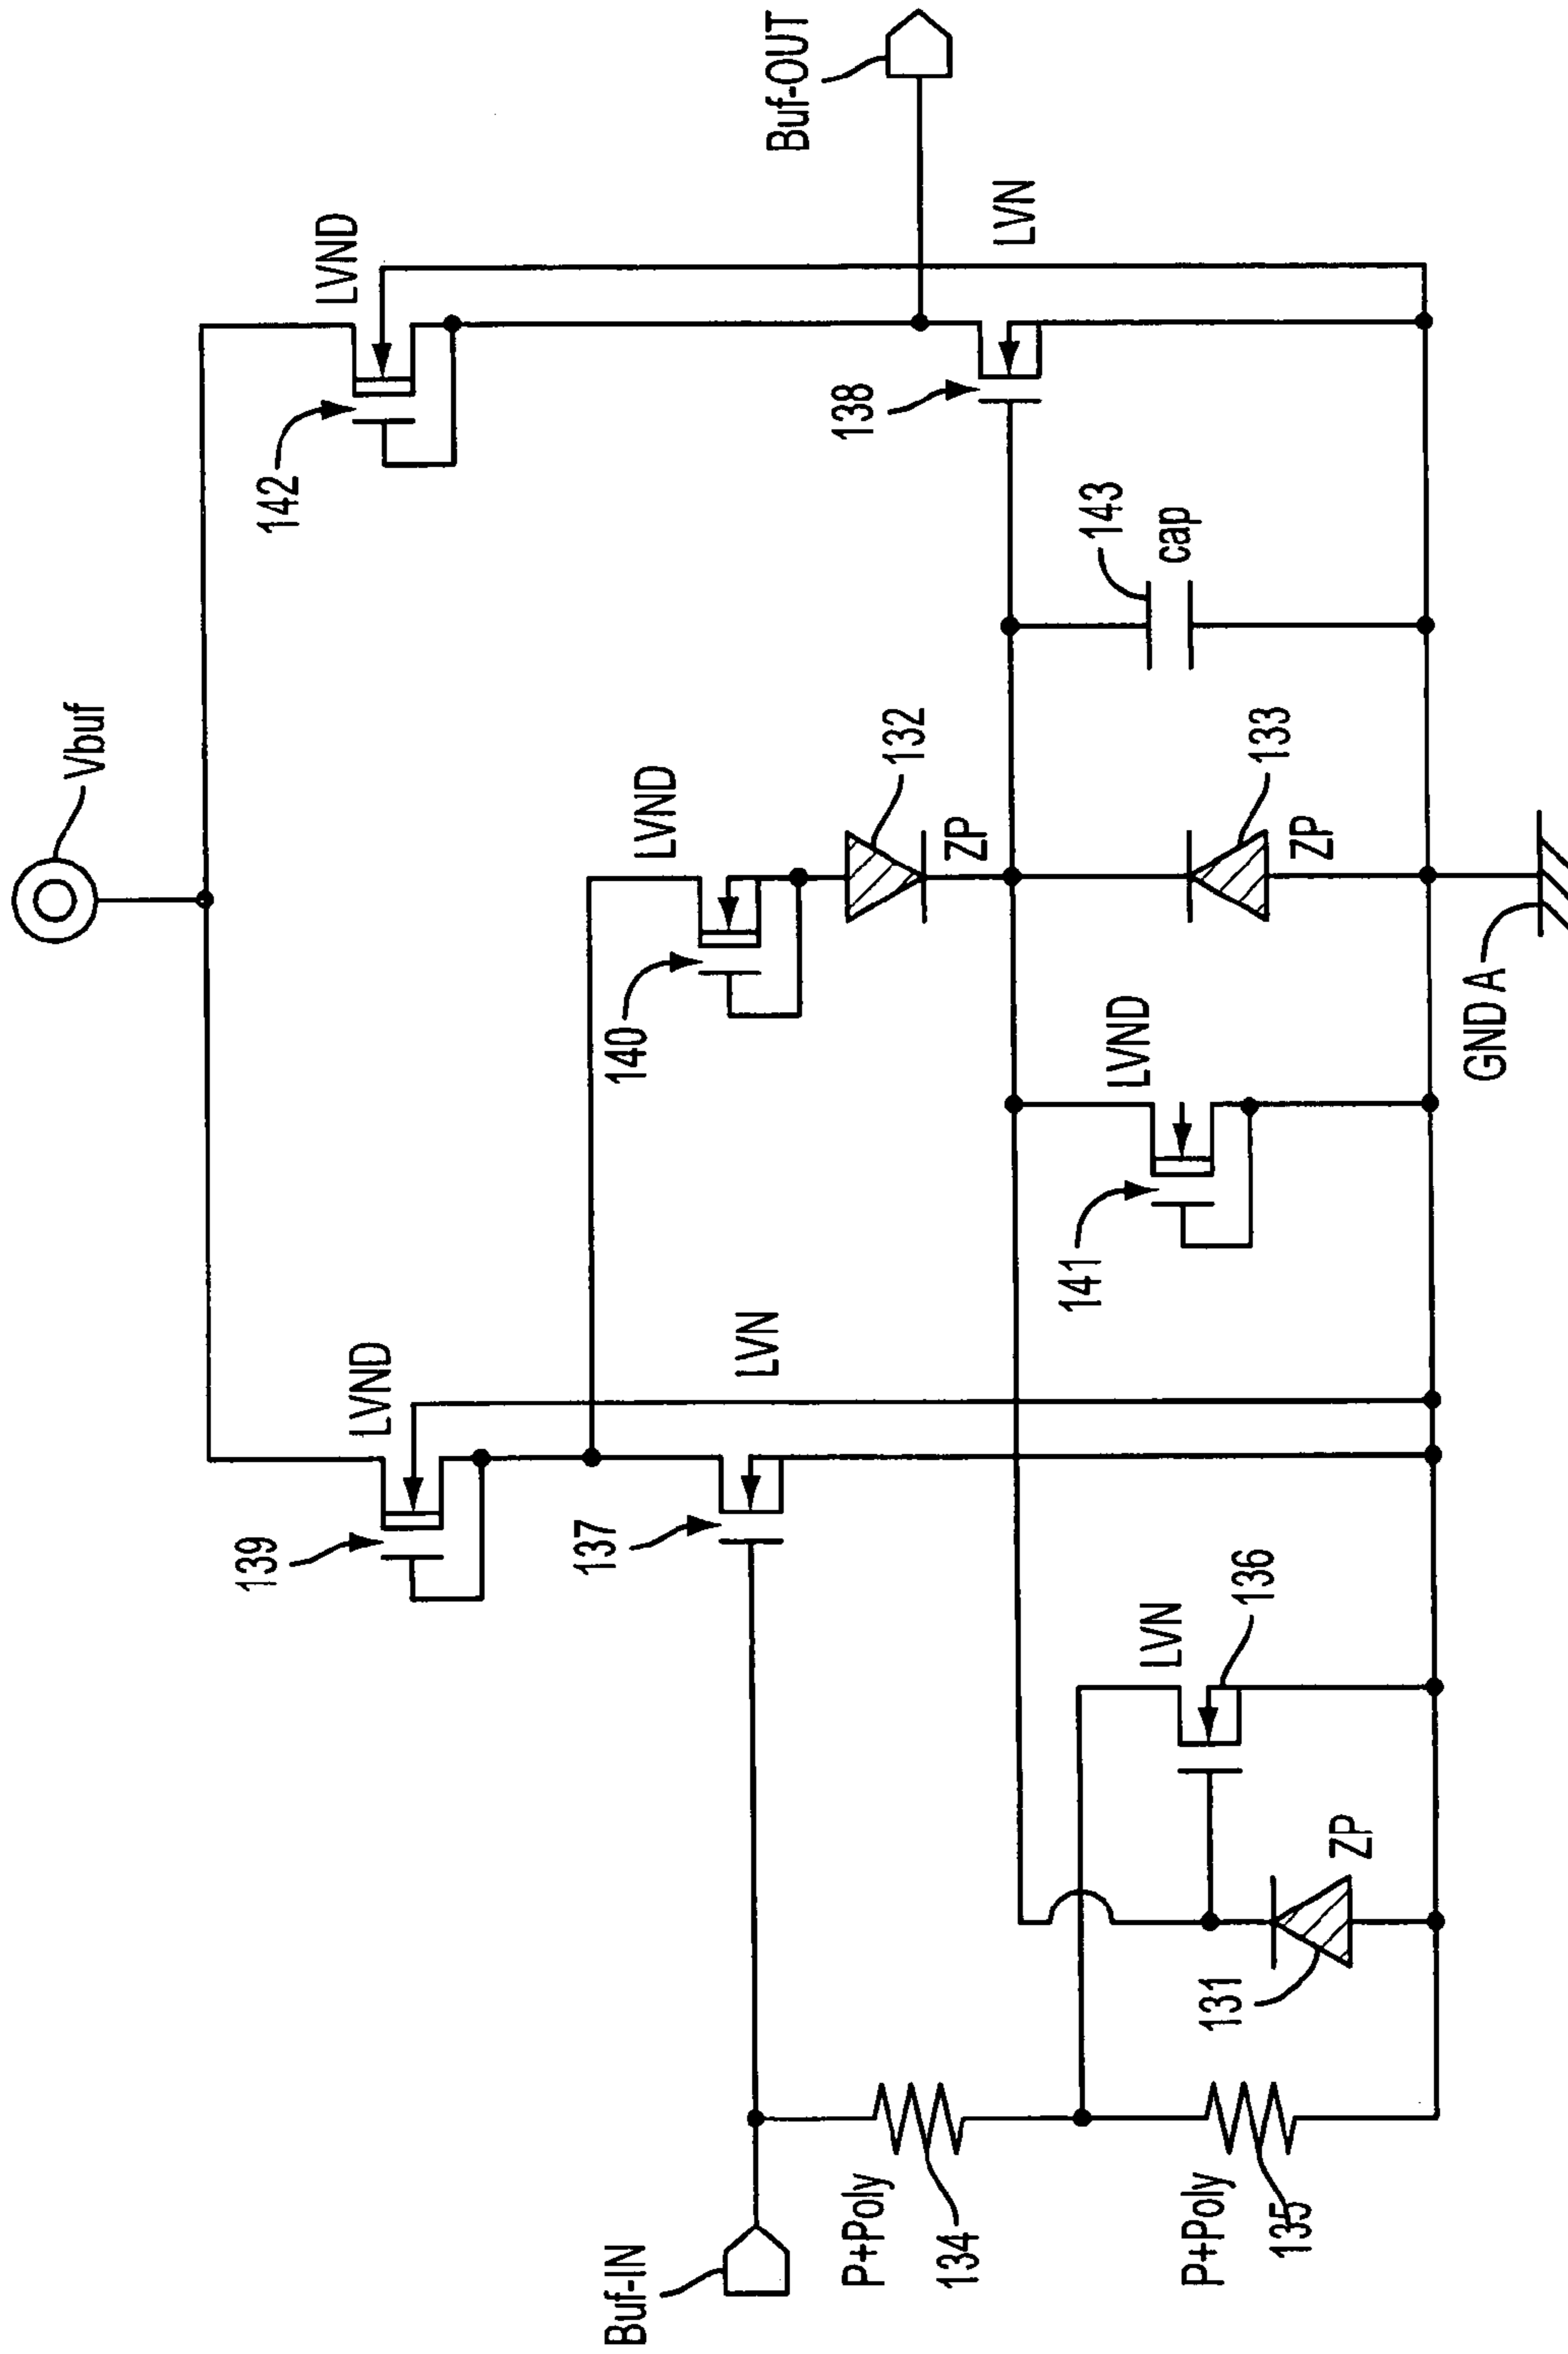 Vbuf
142
LVND
Buf-OUT
139
LVND
140
LVND
132
ZP
138
LVN
137
LVN
Buf-IN
141
LVND
143
cap
133
ZP
P+Poly
134
131
ZP
LVN
136
P+Poly
135
GND A